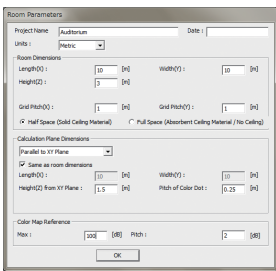 Room Parameters
Project Name Auditorium Date :
Units : Metric
Room Dimensions
Length(X) : 10 [m] Width(Y) : 10 [m]
Height(Z) : 3 [m]
Grid Pitch(X) : 1 [m] Grid Pitch(Y) : 1 [m]
Half Space (Solid Ceiling Material) Full Space (Absorbent Ceiling Material / No Ceiling)
Calculation Plane Dimensions
Parallel to XY Plane
Same as room dimensions
Length(X) : 10 [m] Width(Y) : 10 [m]
Height(Z) from XY Plane : 1.5 [m] Pitch of Color Dot : 0.25 [m]
Color Map Reference
Max : 100 [dB] Pitch : 2 [dB]
OK